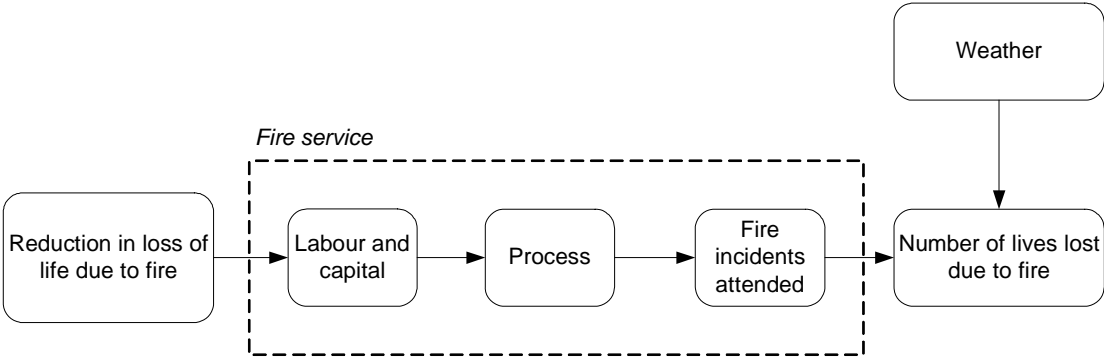 Weather
Fire service
Reduction in loss of
life due to fire
Labour and
capital
Process
Fire
incidents
attended
Number of lives lost
due to fire